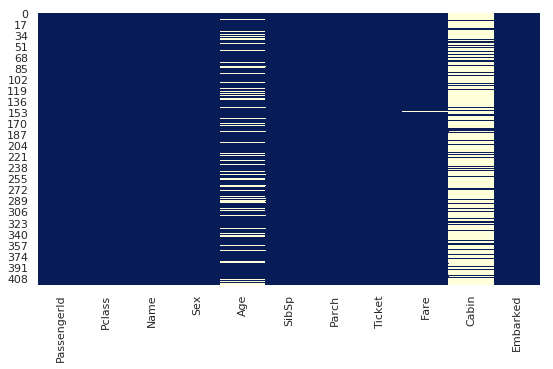 0
17
34
51
68
85
102
119
136
153
170
187
204
221
238
255
272
289
306
323
340
357
374
391
408
PassengerId
Pclass
Name
Sex
Age
SibSp
Parch
Ticket
Fare
Cabin
Embarked